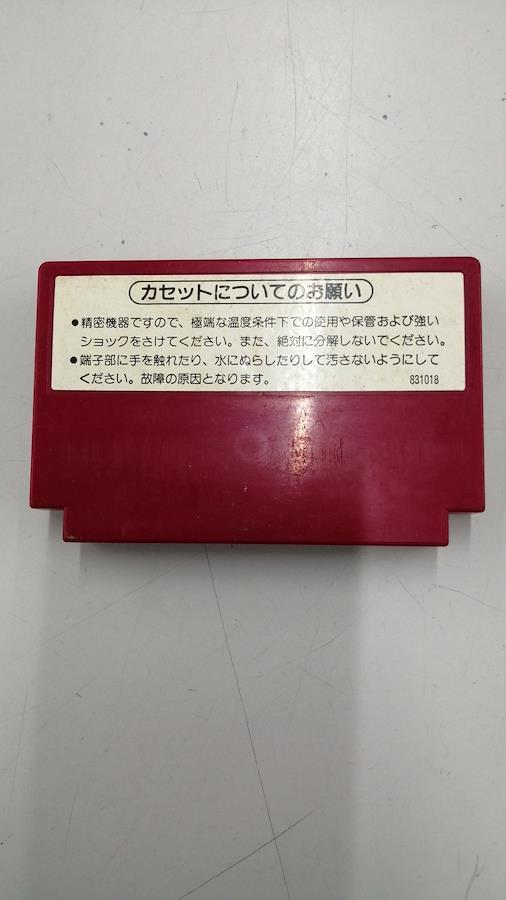 カセットについてのお願い
●精密機器ですので、極端な温度条件下での使用や保管および強い
ショックをさけてください。また、絶対に分解しないでください。
●端子部に手を触れたり、水にぬらしたりして汚さないようにして
ください。故障の原因となります。 831018